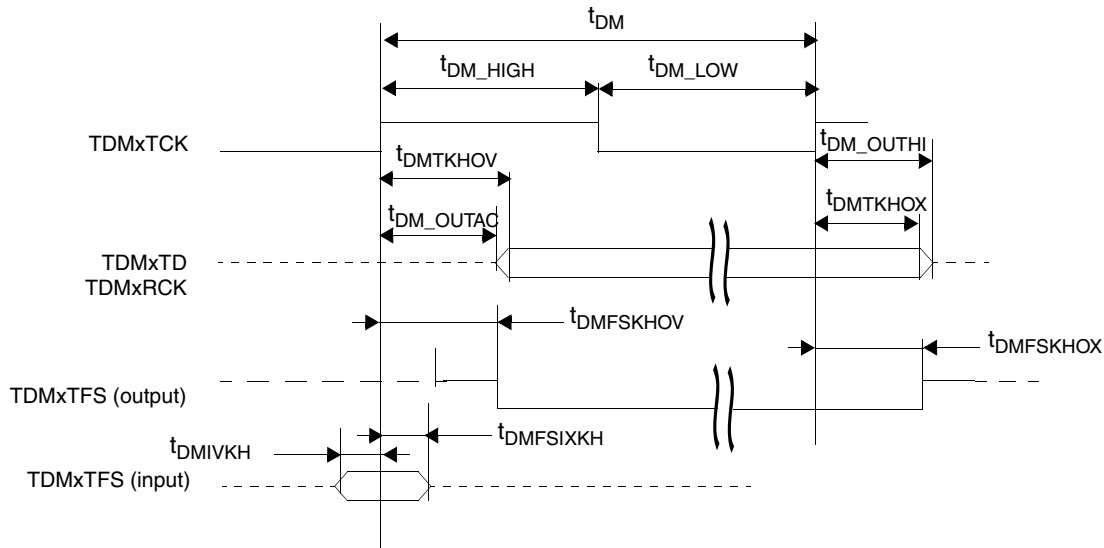 tDM
tDM_HIGH
tDM_LOW
TDMxTCK
tDM_OUTHI
tDMTKHOV
tDMTKHOX
tDM_OUTAC
TDMxTD
TDMxRCK
tDMFSKHOV
tDMFSKHOX
TDMxTFS (output)
tDMFSIXKH
tDMIVKH
TDMxTFS (input)